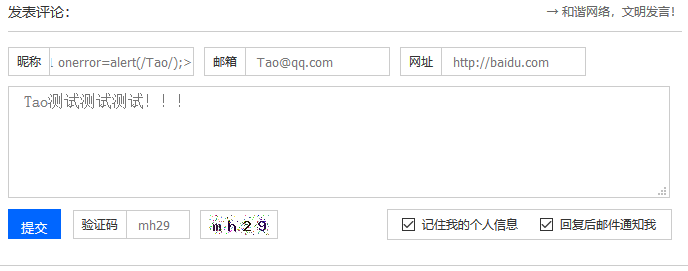 发表评论： → 和谐网络，文明发言！
昵称 onerror=alert(/Tao/);> 邮箱 Tao@qq.com 网址 http://baidu.com
Tao测试测试测试！！！
提交 验证码 mh29 mh29 记住我的个人信息 回复后邮件通知我